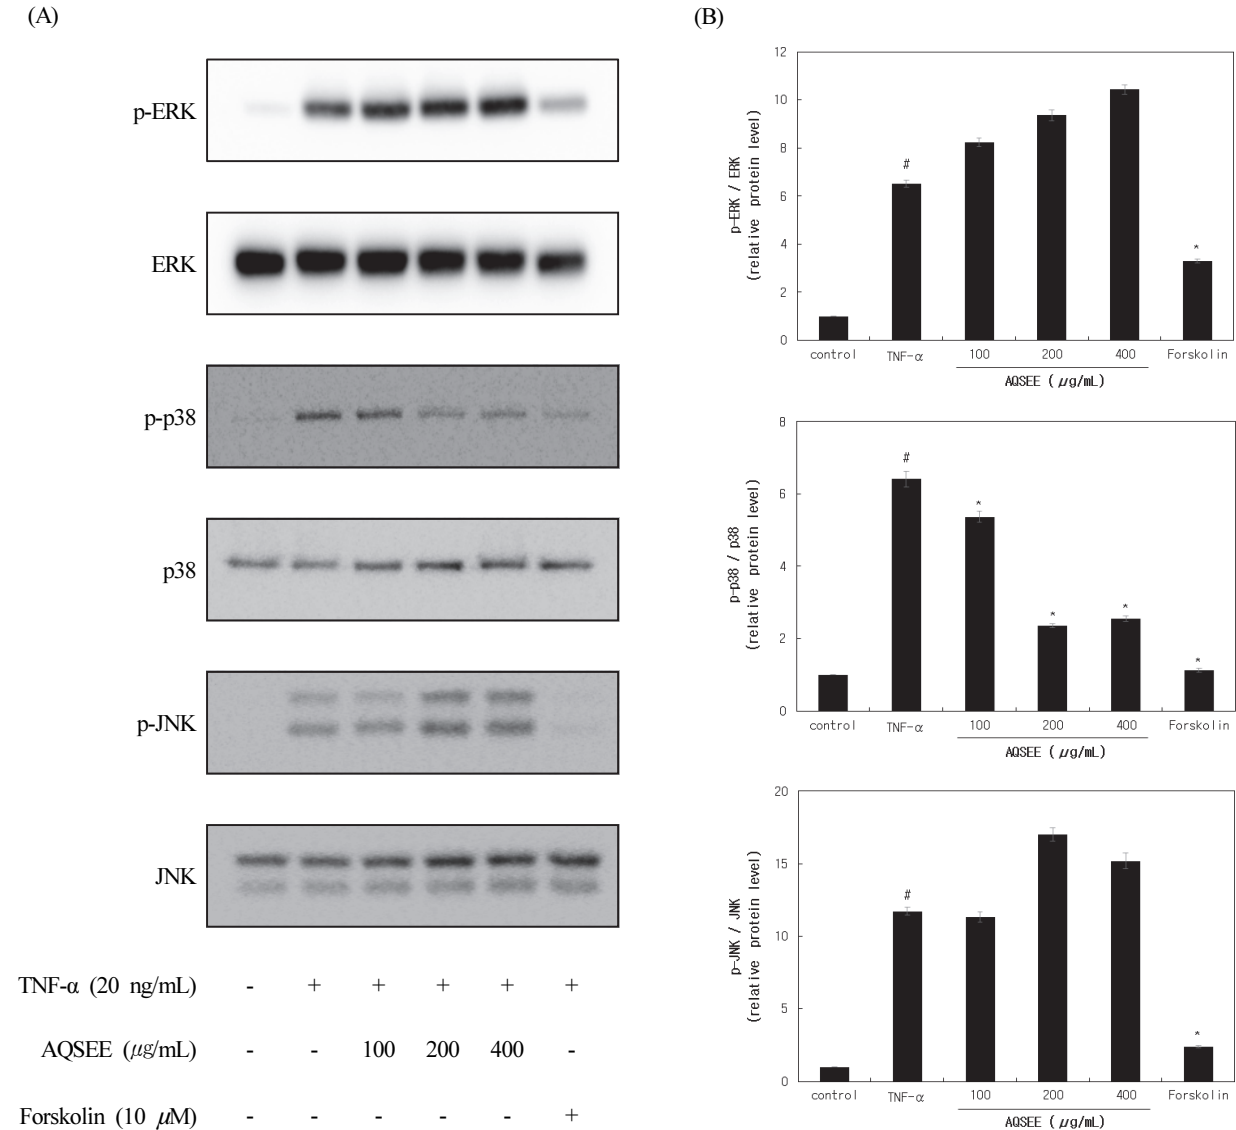 (A)
p-ERK
ERK
p-p38
p38
p-JNK
JNK
TNF-α (20 ng/mL) - + + + + +
AQSEE (μg/mL) - - 100 200 400 -
Forskolin (10 μM) - - - - - +
(B)
p-ERK / ERK
(relative protein level)
12
10
8
6
4
2
0
#
*
control TNF-α 100 200 400 Forskolin
AQSEE (μg/mL)
p-p38 / p38
(relative protein level)
8
6
4
2
0
#
*
*
*
*
control TNF-α 100 200 400 Forskolin
AQSEE (μg/mL)
p-JNK / JNK
(relative protein level)
20
15
10
5
0
#
*
control TNF-α 100 200 400 Forskolin
AQSEE (μg/mL)